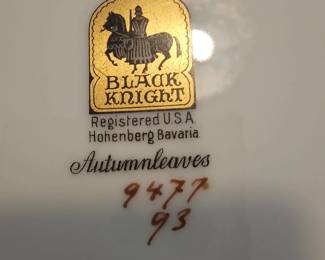 BLACK
KNIGHT
Registered U.S.A.
Hohenberg Bavaria
Autumnleaves
9477
93